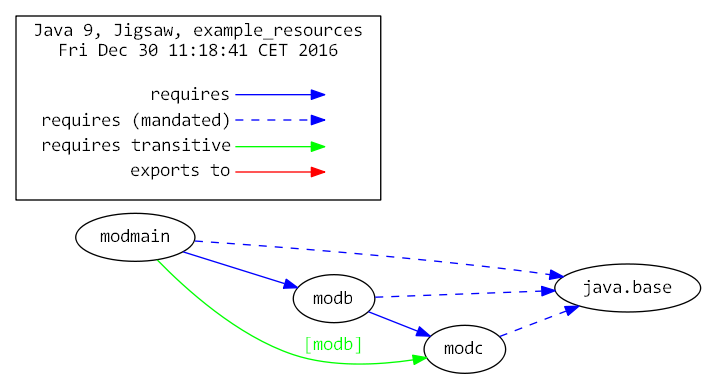 Java 9, Jigsaw, example_resources
Fri Dec 30 11:18:41 CET 2016
requires
requires (mandated)
requires transitive
exports to
modmain
java.base
modb
[modb]
modc